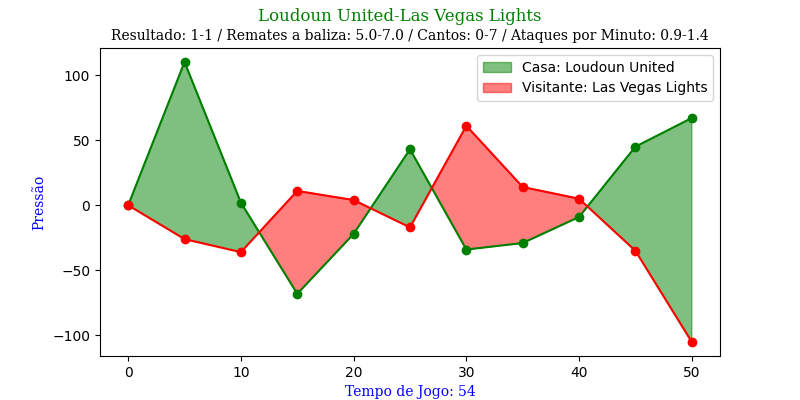 Loudoun United-Las Vegas Lights
Resultado: 1-1 / Remates a baliza: 5.0-7.0 / Cantos: 0-7 / Ataques por Minuto: 0.9-1.4
Casa: Loudoun United
Visitante: Las Vegas Lights
Pressão
100
50
0
−50
−100
0 10 20 30 40 50
Tempo de Jogo: 54